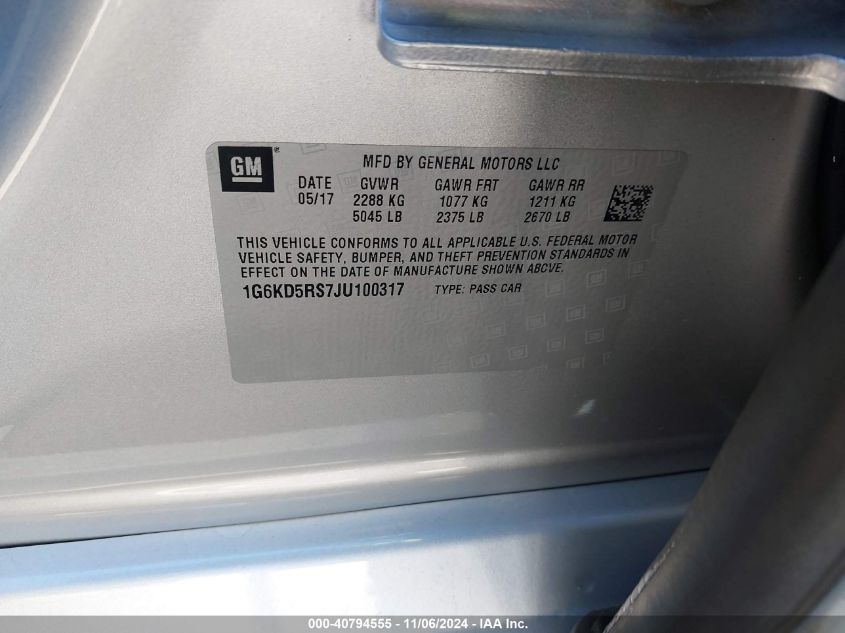 GM
MFD BY GENERAL MOTORS LLC
DATE GVWR GAWR FRT GAWR RR
05/17 2288 KG 1077 KG 1211 KG
5045 LB 2375 LB 2670 LB
THIS VEHICLE CONFORMS TO ALL APPLICABLE U.S. FEDERAL MOTOR
VEHICLE SAFETY, BUMPER, AND THEFT PREVENTION STANDARDS IN
EFFECT ON THE DATE OF MANUFACTURE SHOWN ABOVE.
1G6KD5RS7JU100317 TYPE: PASS CAR
000-40794555 - 11/06/2024 - IAA Inc.